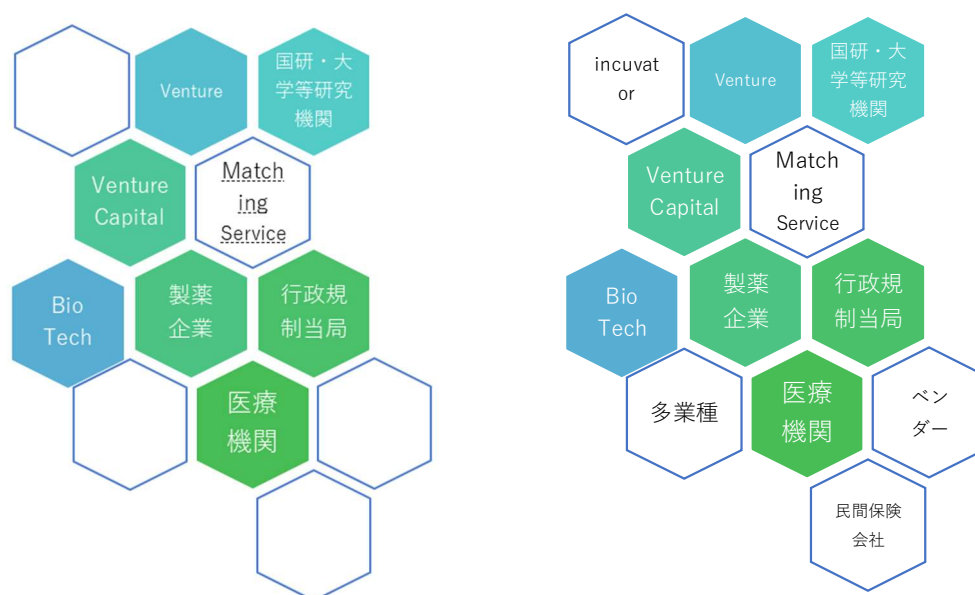 Venture
国研・大
学等研究
機関
Venture
Capital
Match
ing
Service
Bio
Tech
製薬
企業
行政規
制当局
医療
機関
incuvat
or
Venture
国研・大
学等研究
機関
Venture
Capital
Match
ing
Service
Bio
Tech
製薬
企業
行政規
制当局
多業種
医療
機関
ベン
ダー
民間保険
会社